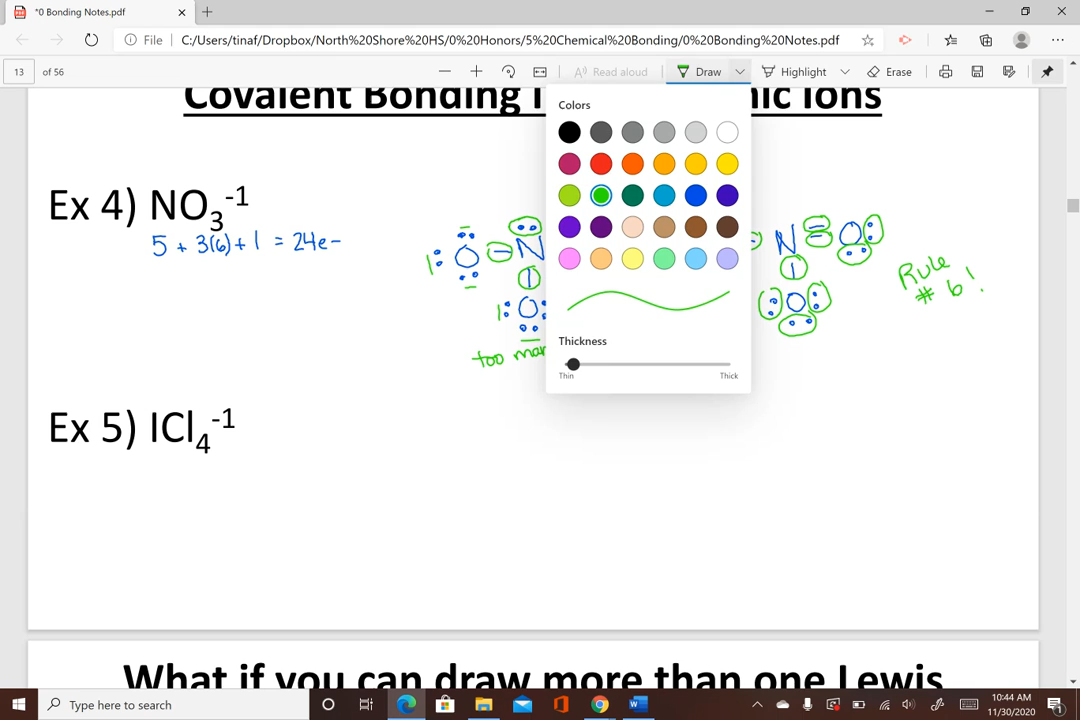 *0 Bonding Notes.pdf
File C:/Users/tinaf/Dropbox/North%20Shore%20HS/0%20Honors/5%20Chemical%20Bonding/0%20Bonding%20Notes.pdf
13 of 56
Read aloud Draw Highlight Erase
Covalent Bonding I
ic Ions
Colors
Thickness
Thin Thick
Ex 4) NO₃⁻¹
5 + 3(6) + 1 = 24e-
O N
O
too mar
N O
O
Rule
# 6!
Ex 5) ICl₄⁻¹
What if you can draw more than one Lewis
Type here to search
10:44 AM
11/30/2020